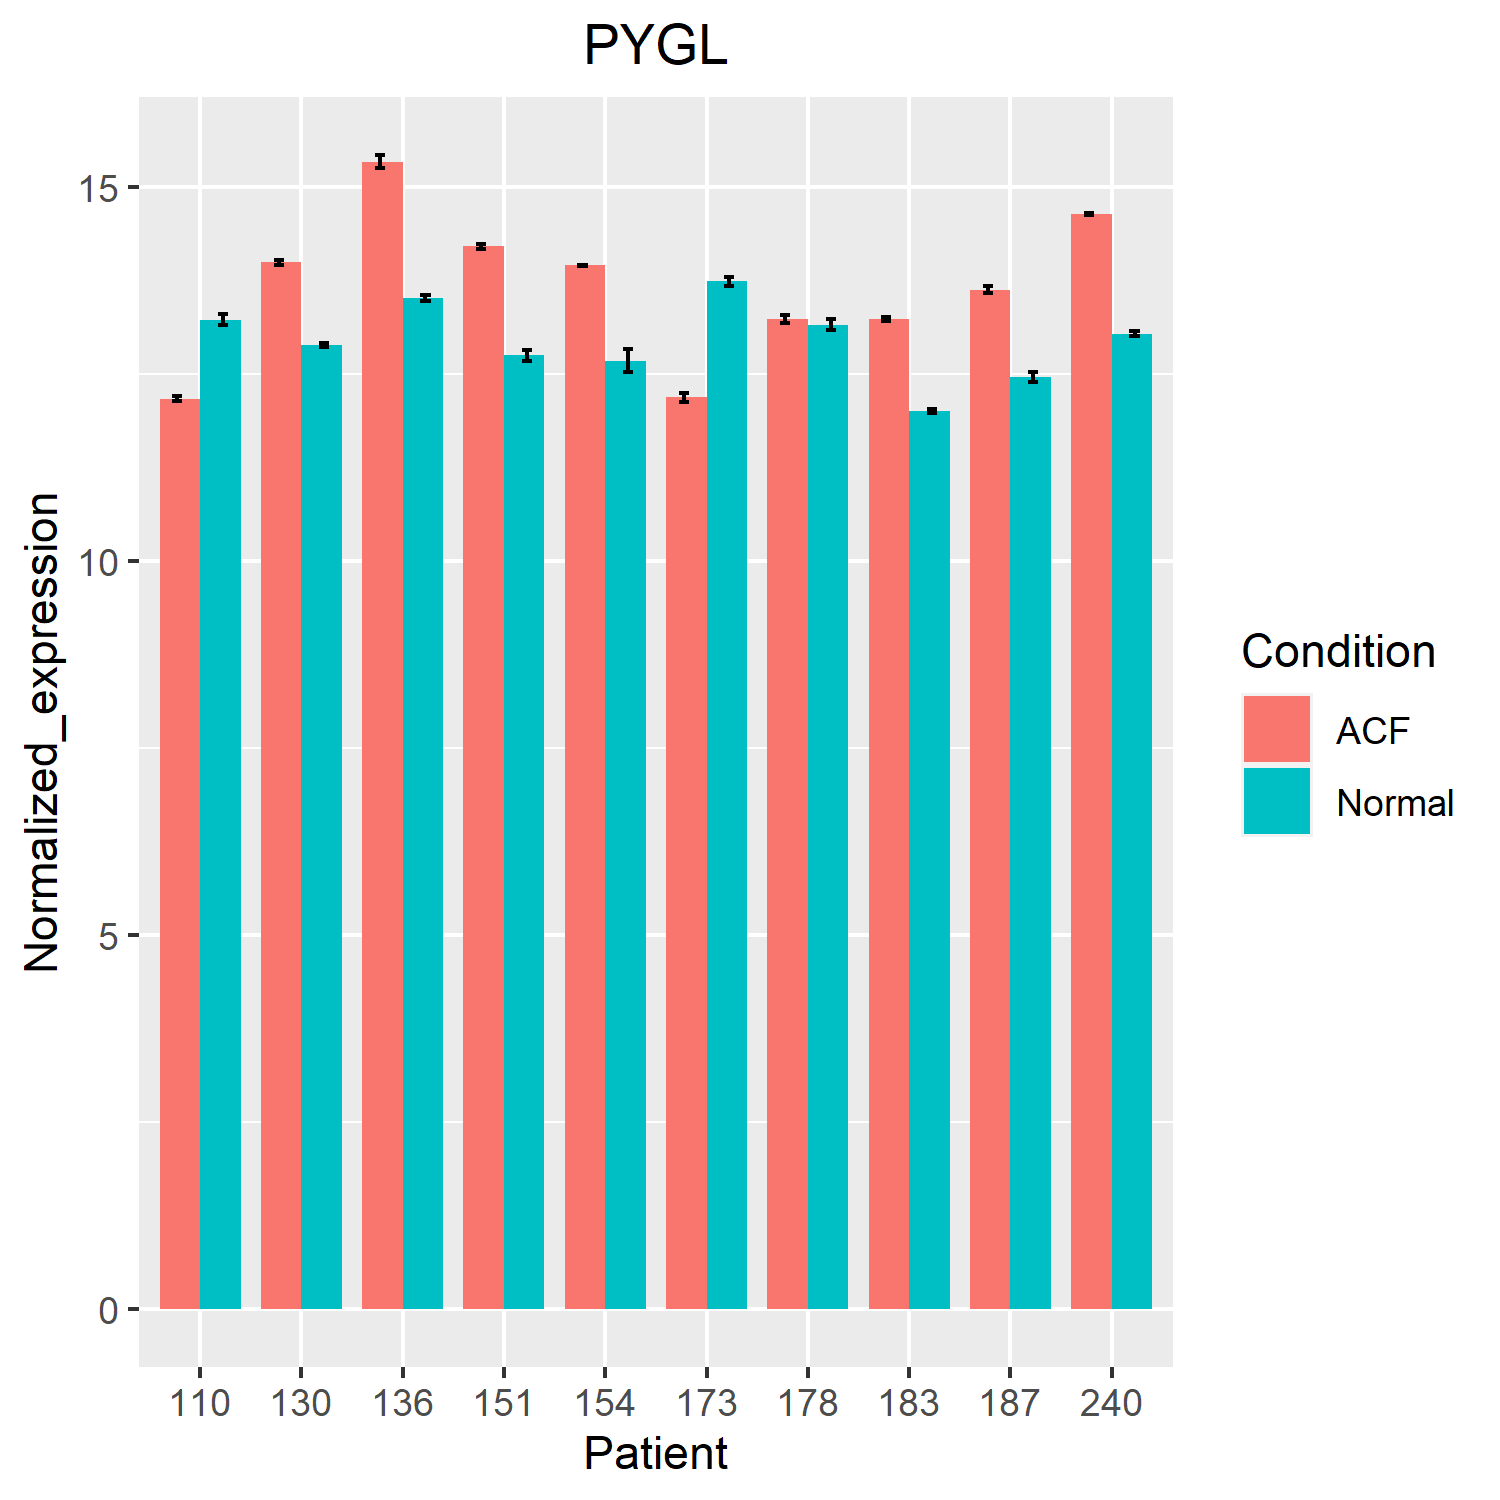 PYGL
15
10
5
0
Normalized_expression
110 130 136 151 154 173 178 183 187 240
Patient
Condition
ACF
Normal